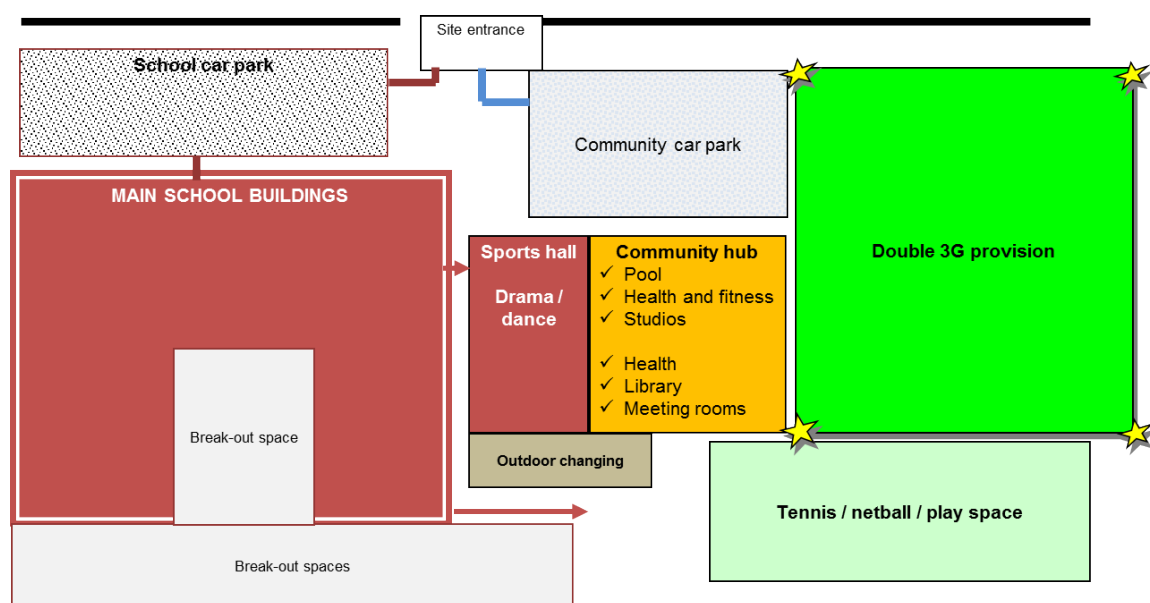 Site entrance
School car park
Community car park
MAIN SCHOOL BUILDINGS
Sports hall
Drama /
dance
Community hub
✓ Pool
✓ Health and fitness
✓ Studios
✓ Health
✓ Library
✓ Meeting rooms
Double 3G provision
Break-out space
Outdoor changing
Tennis / netball / play space
Break-out spaces